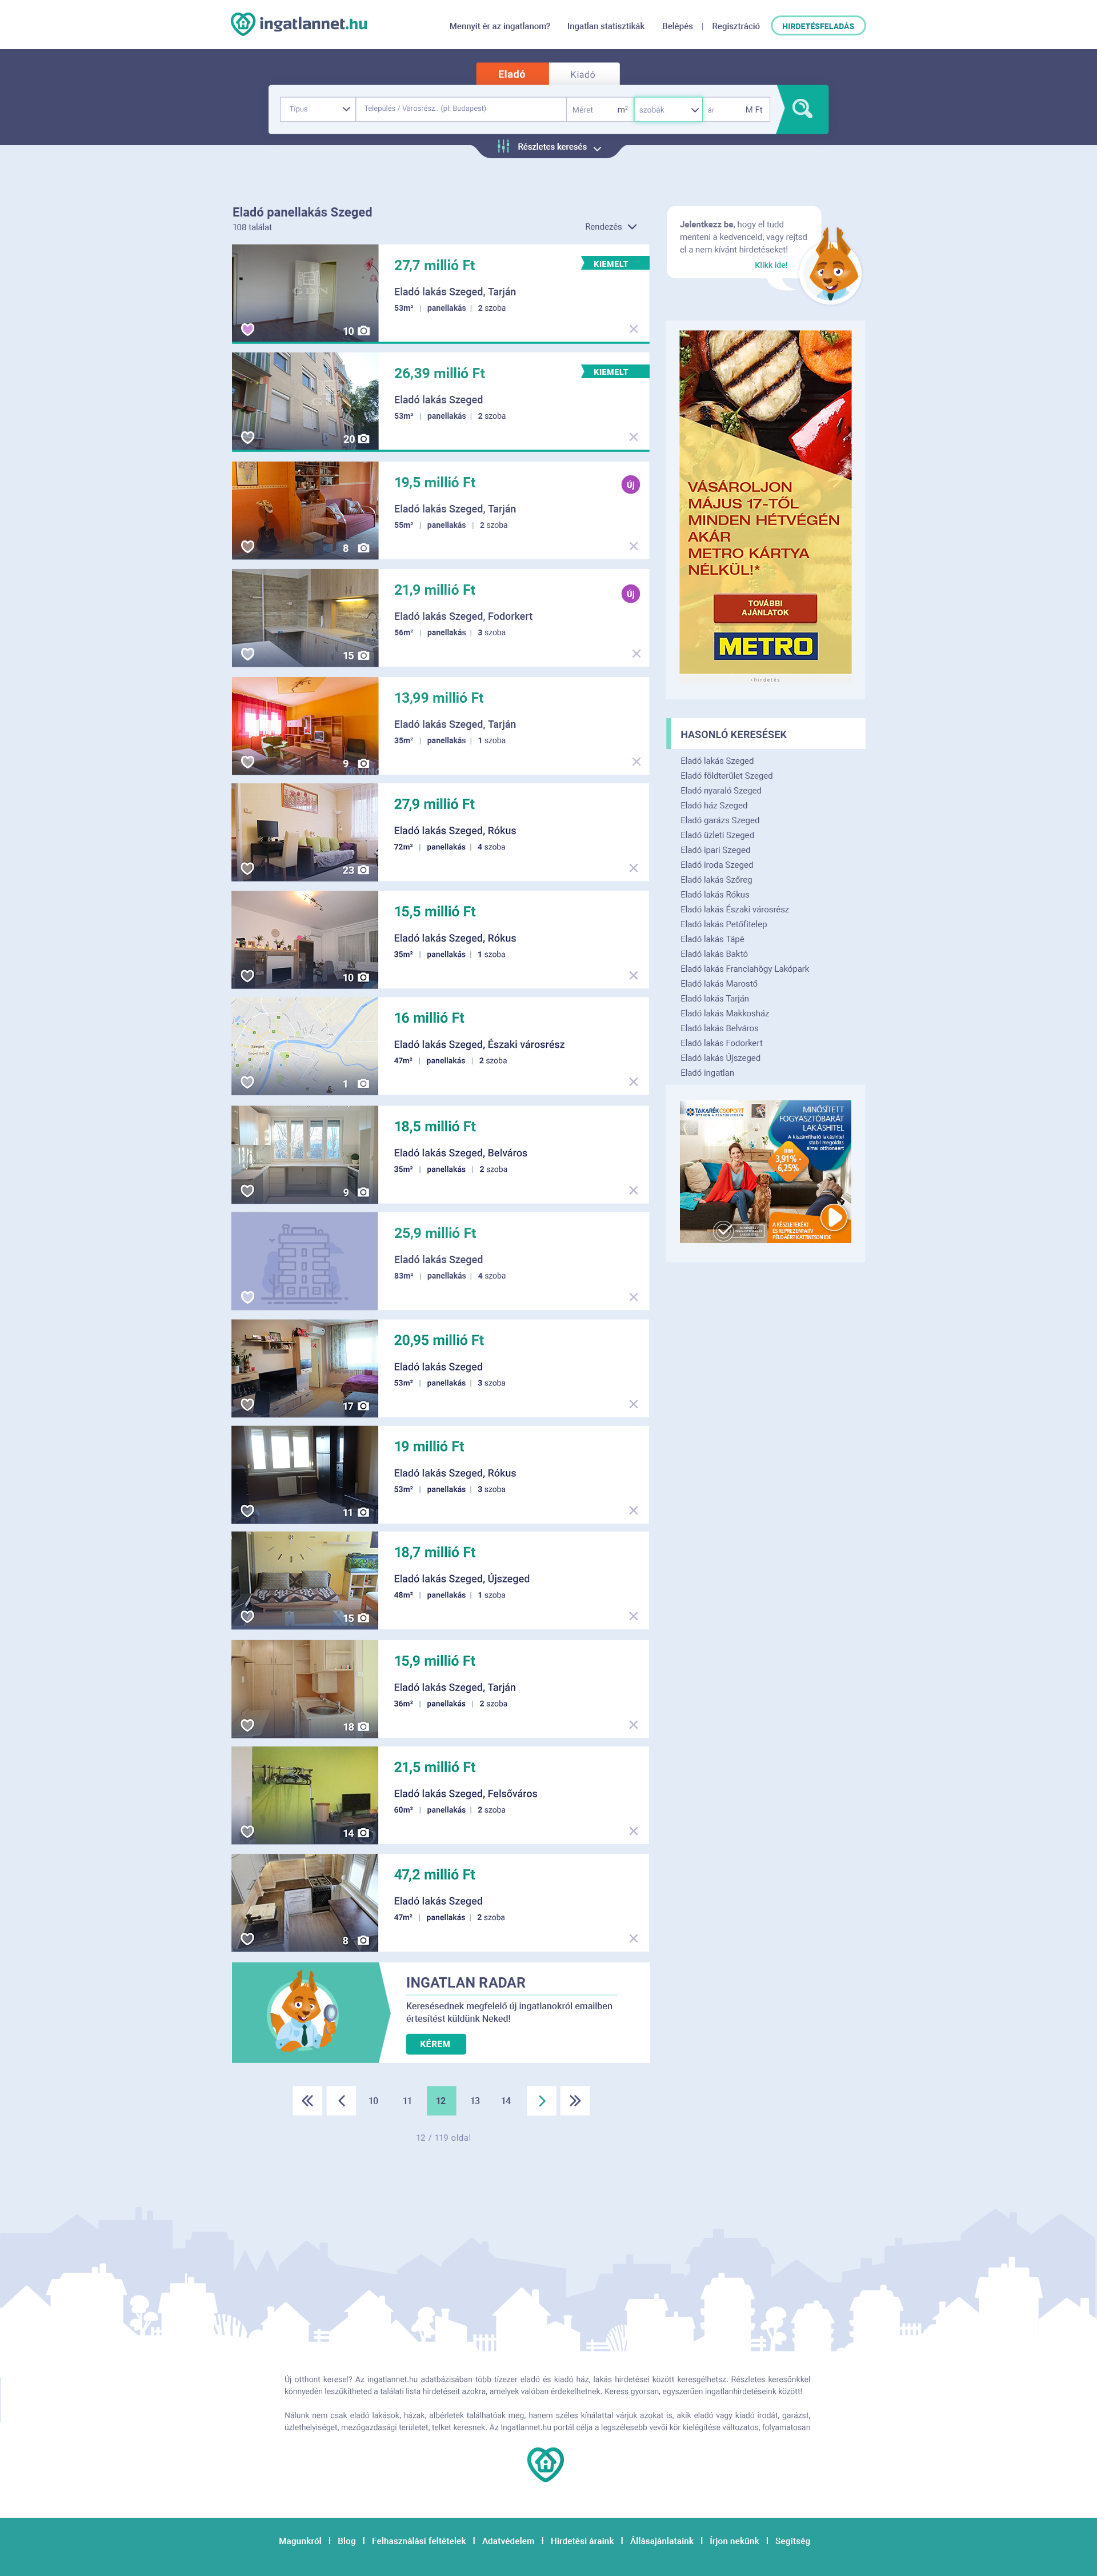 ingatlannet.hu
Mennyit ér az ingatlanom?
Ingatlan statisztikák
Belépés | Regisztráció
HIRDETÉSFELADÁS
Eladó
Kiadó
Típus
Település / Városrész.. (pl: Budapest)
Méret m²
szobák
ár M Ft
Részletes keresés
Eladó panellakás Szeged
108 találat
Rendezés
27,7 millió Ft
KIEMELT
Eladó lakás Szeged, Tarján
53m² | panellakás | 2 szoba
10
26,39 millió Ft
KIEMELT
Eladó lakás Szeged
53m² | panellakás | 2 szoba
20
19,5 millió Ft
Új
Eladó lakás Szeged, Tarján
55m² | panellakás | 2 szoba
8
21,9 millió Ft
Új
Eladó lakás Szeged, Fodorkert
56m² | panellakás | 3 szoba
15
13,99 millió Ft
Eladó lakás Szeged, Tarján
35m² | panellakás | 1 szoba
9
27,9 millió Ft
Eladó lakás Szeged, Rókus
72m² | panellakás | 4 szoba
23
15,5 millió Ft
Eladó lakás Szeged, Rókus
35m² | panellakás | 1 szoba
10
16 millió Ft
Eladó lakás Szeged, Északi városrész
47m² | panellakás | 2 szoba
Szeged
1
18,5 millió Ft
Eladó lakás Szeged, Belváros
35m² | panellakás | 2 szoba
9
25,9 millió Ft
Eladó lakás Szeged
83m² | panellakás | 4 szoba
20,95 millió Ft
Eladó lakás Szeged
53m² | panellakás | 3 szoba
17
19 millió Ft
Eladó lakás Szeged, Rókus
53m² | panellakás | 3 szoba
11
18,7 millió Ft
Eladó lakás Szeged, Újszeged
48m² | panellakás | 1 szoba
15
15,9 millió Ft
Eladó lakás Szeged, Tarján
36m² | panellakás | 2 szoba
18
21,5 millió Ft
Eladó lakás Szeged, Felsőváros
60m² | panellakás | 2 szoba
14
47,2 millió Ft
Eladó lakás Szeged
47m² | panellakás | 2 szoba
8
INGATLAN RADAR
Keresésednek megfelelő új ingatlanokról emailben
értesítést küldünk Neked!
KÉREM
10 11 12 13 14
12 / 119 oldal
Jelentkezz be, hogy el tudd
menteni a kedvenceid, vagy rejtsd
el a nem kívánt hirdetéseket!
Klikk ide!
VÁSÁROLJON
MÁJUS 17-TŐL
MINDEN HÉTVÉGÉN
AKÁR
METRO KÁRTYA
NÉLKÜL!*
TOVÁBBI
AJÁNLATOK
METRO
hirdetés
HASONLÓ KERESÉSEK
Eladó lakás Szeged
Eladó földterület Szeged
Eladó nyaraló Szeged
Eladó ház Szeged
Eladó garázs Szeged
Eladó üzleti Szeged
Eladó ipari Szeged
Eladó iroda Szeged
Eladó lakás Szőreg
Eladó lakás Rókus
Eladó lakás Északi városrész
Eladó lakás Petőfitelep
Eladó lakás Tápé
Eladó lakás Baktó
Eladó lakás Franciahögy Lakópark
Eladó lakás Marostő
Eladó lakás Tarján
Eladó lakás Makkosház
Eladó lakás Belváros
Eladó lakás Fodorkert
Eladó lakás Újszeged
Eladó ingatlan
TAKARÉKCSOPORT
OTTHON A PÉNZÜGYEKBEN
MINŐSÍTETT
FOGYASZTÓBARÁT
LAKÁSHITEL
A kiszámítható lakáshitel
stabil megoldás
álmai otthonáért
THM
3,91% -
6,25%
A RÉSZLETEKÉRT
ÉS REPREZENTATÍV
PÉLDÁÉRT KATTINTSON IDE
Új otthont keresel? Az ingatlannet.hu adatbázisában több tízezer eladó és kiadó ház, lakás hirdetései között keresgélhetsz. Részletes keresőnkkel
könnyedén leszűkítheted a találati lista hirdetéseit azokra, amelyek valóban érdekelhetnek. Keress gyorsan, egyszerűen ingatlanhirdetéseink között!
Nálunk nem csak eladó lakások, házak, albérletek találhatóak meg, hanem széles kínálattal várjuk azokat is, akik eladó vagy kiadó irodát, garázst,
üzlethelyiséget, mezőgazdasági területet, telket keresnek. Az Ingatlannet.hu portál célja a legszélesebb vevői kör kielégítése változatos, folyamatosan
Magunkról | Blog | Felhasználási feltételek | Adatvédelem | Hirdetési áraink | Állásajánlataink | Írjon nekünk | Segítség